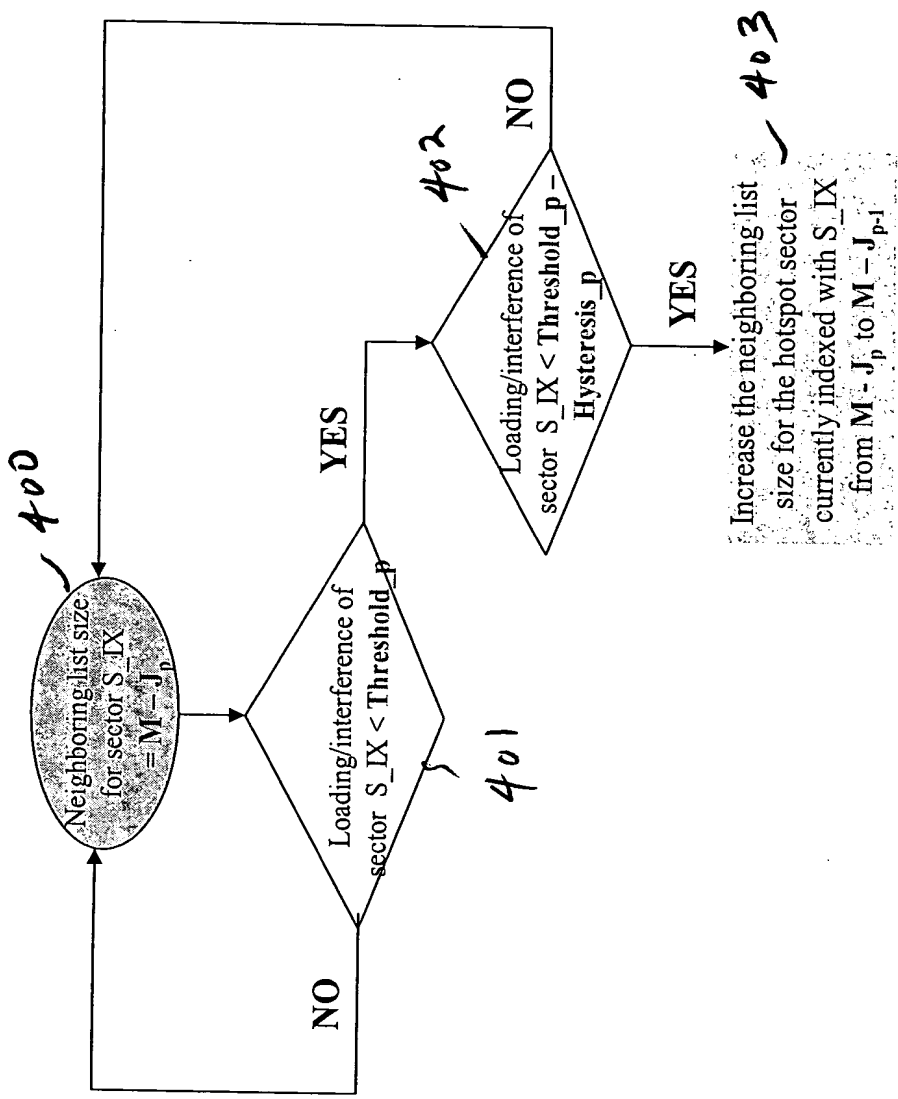 400
Neighboring list size
for sector S_IX
= M – J_p
Loading/interference of
sector S_IX < Threshold_p
401
NO
YES
402
Loading/interference of
sector S_IX < Threshold_p –
Hysteresis_p
NO
YES
403
Increase the neighboring list
size for the hotspot sector
currently indexed with S_IX
from M - J_p to M – J_p-1